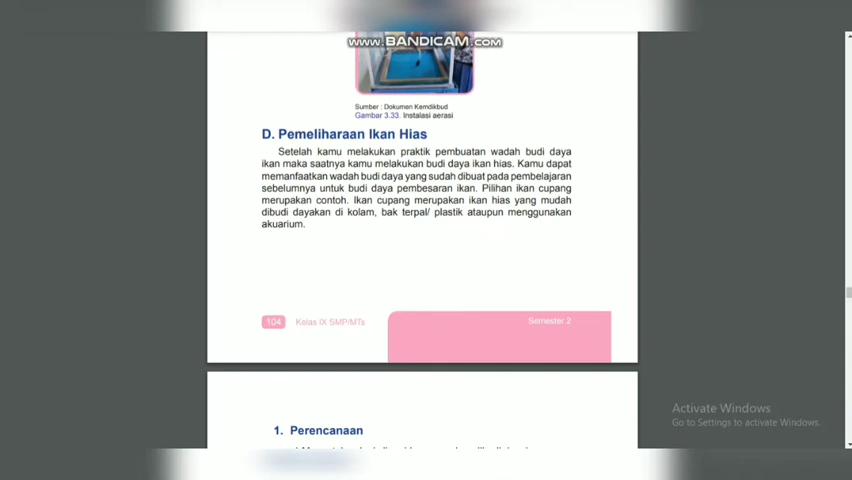 www.BANDICAM.com
Sumber : Dokumen Kemdikbud
Gambar 3.33. Instalasi aerasi
D. Pemeliharaan Ikan Hias
Setelah kamu melakukan praktik pembuatan wadah budi daya
ikan maka saatnya kamu melakukan budi daya ikan hias. Kamu dapat
memanfaatkan wadah budi daya yang sudah dibuat pada pembelajaran
sebelumnya untuk budi daya pembesaran ikan. Pilihan ikan cupang
merupakan contoh. Ikan cupang merupakan ikan hias yang mudah
dibudi dayakan di kolam, bak terpal/ plastik ataupun menggunakan
akuarium.
104 Kelas IX SMP/MTs
Semester 2
Activate Windows
Go to Settings to activate Windows.
1. Perencanaan